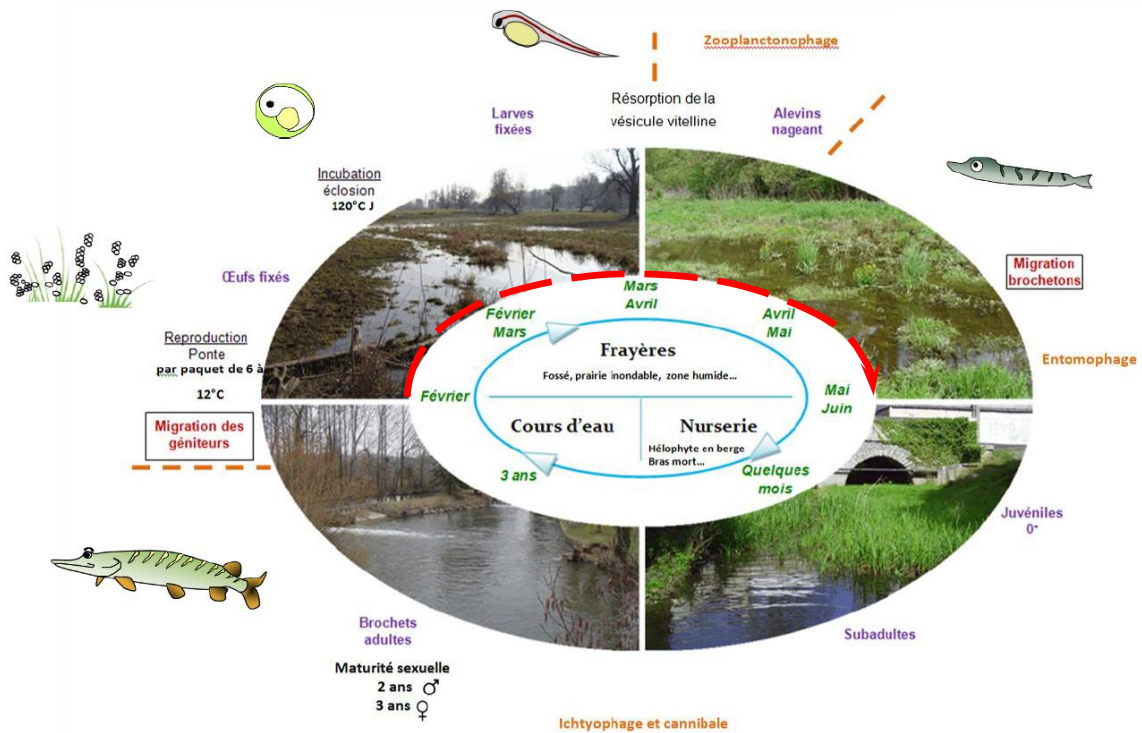 Zooplanctonophage
Résorption de la
vésicule vitelline
Larves
fixées
Alevins
nageant
Incubation
éclosion
120°C J
Œufs fixés
Migration
brochetons
Reproduction
Ponte
par paquet de 6 à
12°C
Entomophage
Migration des
géniteurs
Mars
Avril
Février
Mars
Avril
Mai
Frayères
Fossé, prairie inondable, zone humide...
Février
Mai
Juin
Cours d'eau
Nurserie
Hélophyte en berge
Bras mort...
3 ans
Quelques
mois
Juvéniles
0+
Brochets
adultes
Subadultes
Maturité sexuelle
2 ans ♂
3 ans ♀
Ichtyophage et cannibale